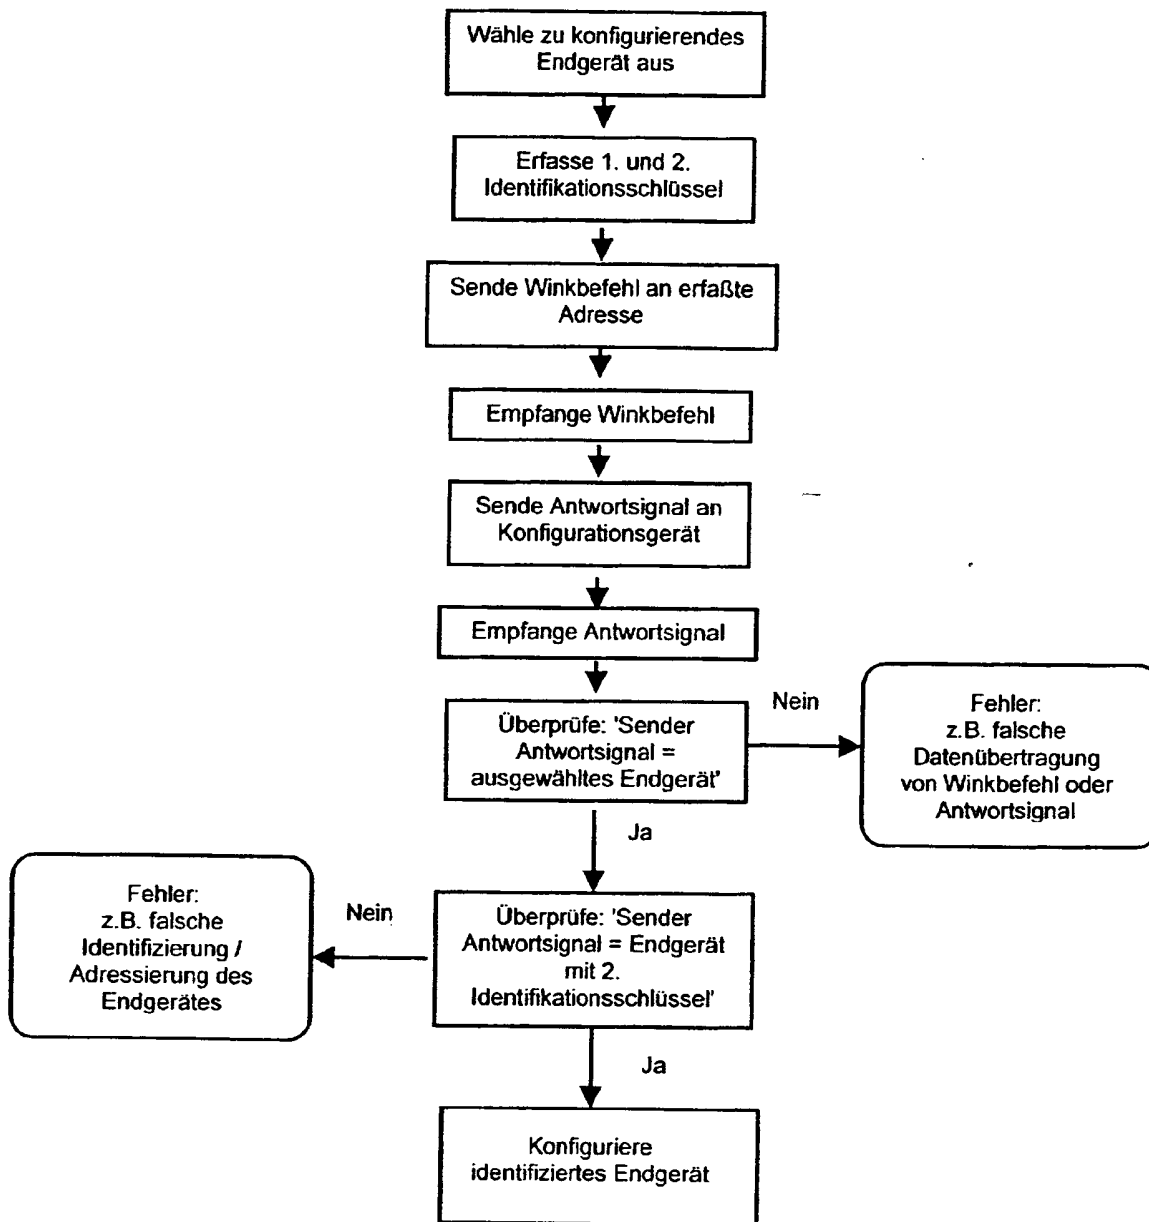 Wähle zu konfigurierendes
Endgerät aus
Erfasse 1. und 2.
Identifikationsschlüssel
Sende Winkbefehl an erfaßte
Adresse
Empfange Winkbefehl
Sende Antwortsignal an
Konfigurationsgerät
Empfange Antwortsignal
Überprüfe: 'Sender
Antwortsignal =
ausgewähltes Endgerät'
Nein
Fehler:
z.B. falsche
Datenübertragung
von Winkbefehl oder
Antwortsignal
Ja
Überprüfe: 'Sender
Antwortsignal = Endgerät
mit 2.
Identifikationsschlüssel'
Nein
Fehler:
z.B. falsche
Identifizierung /
Adressierung des
Endgerätes
Ja
Konfiguriere
identifiziertes Endgerät